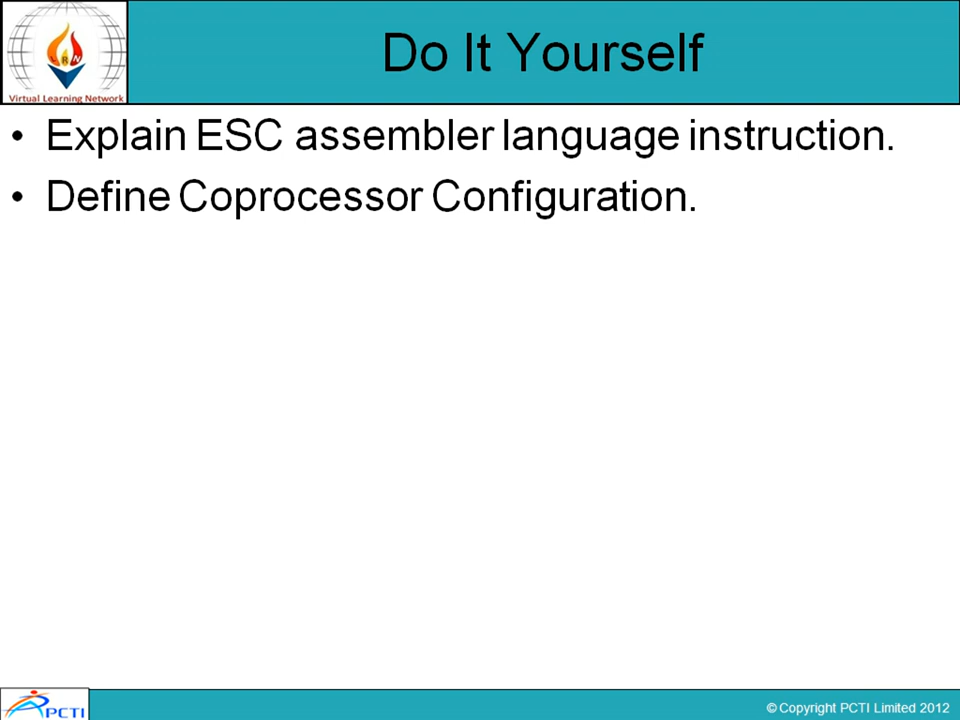 Do It Yourself
RN
Virtual Learning Network
• Explain ESC assembler language instruction.
• Define Coprocessor Configuration.
PCTI
© Copyright PCTI Limited 2012